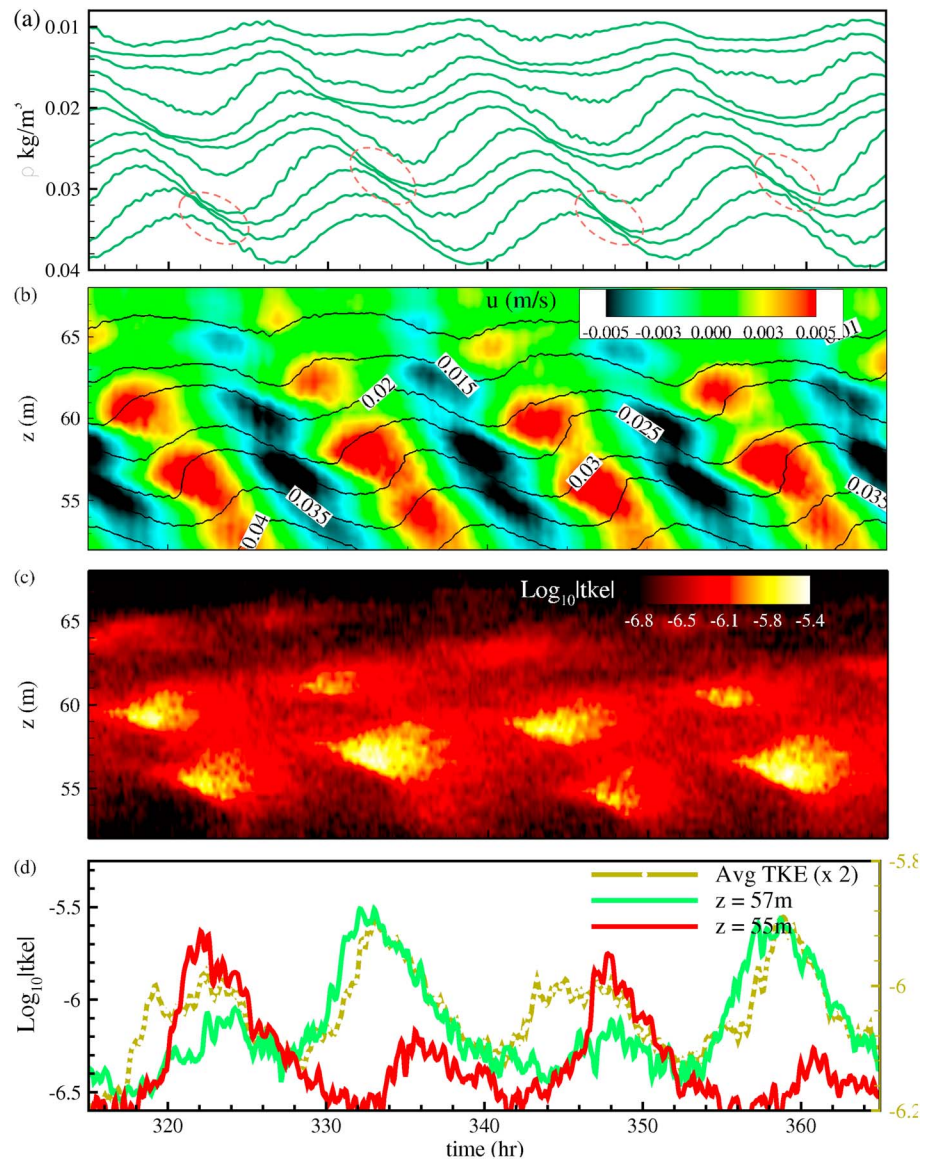 (a)
0.01
0.02
ρ kg/m³
0.03
0.04
320 340 360
(b)
u (m/s)
-0.005 -0.003 0.000 0.003 0.005
0.01
65
0.015
0.02
z (m)
60
0.025
0.03
55
0.035
0.035
0.04
(c)
Log10|tke|
-6.8 -6.5 -6.1 -5.8 -5.4
65
z (m)
60
55
(d)
-5.8
Avg TKE (x 2)
-5.5
z = 57m
z = 55m
Log10|tke|
-6
-6
-6.5
-6.2
320 330 340 350 360
time (hr)